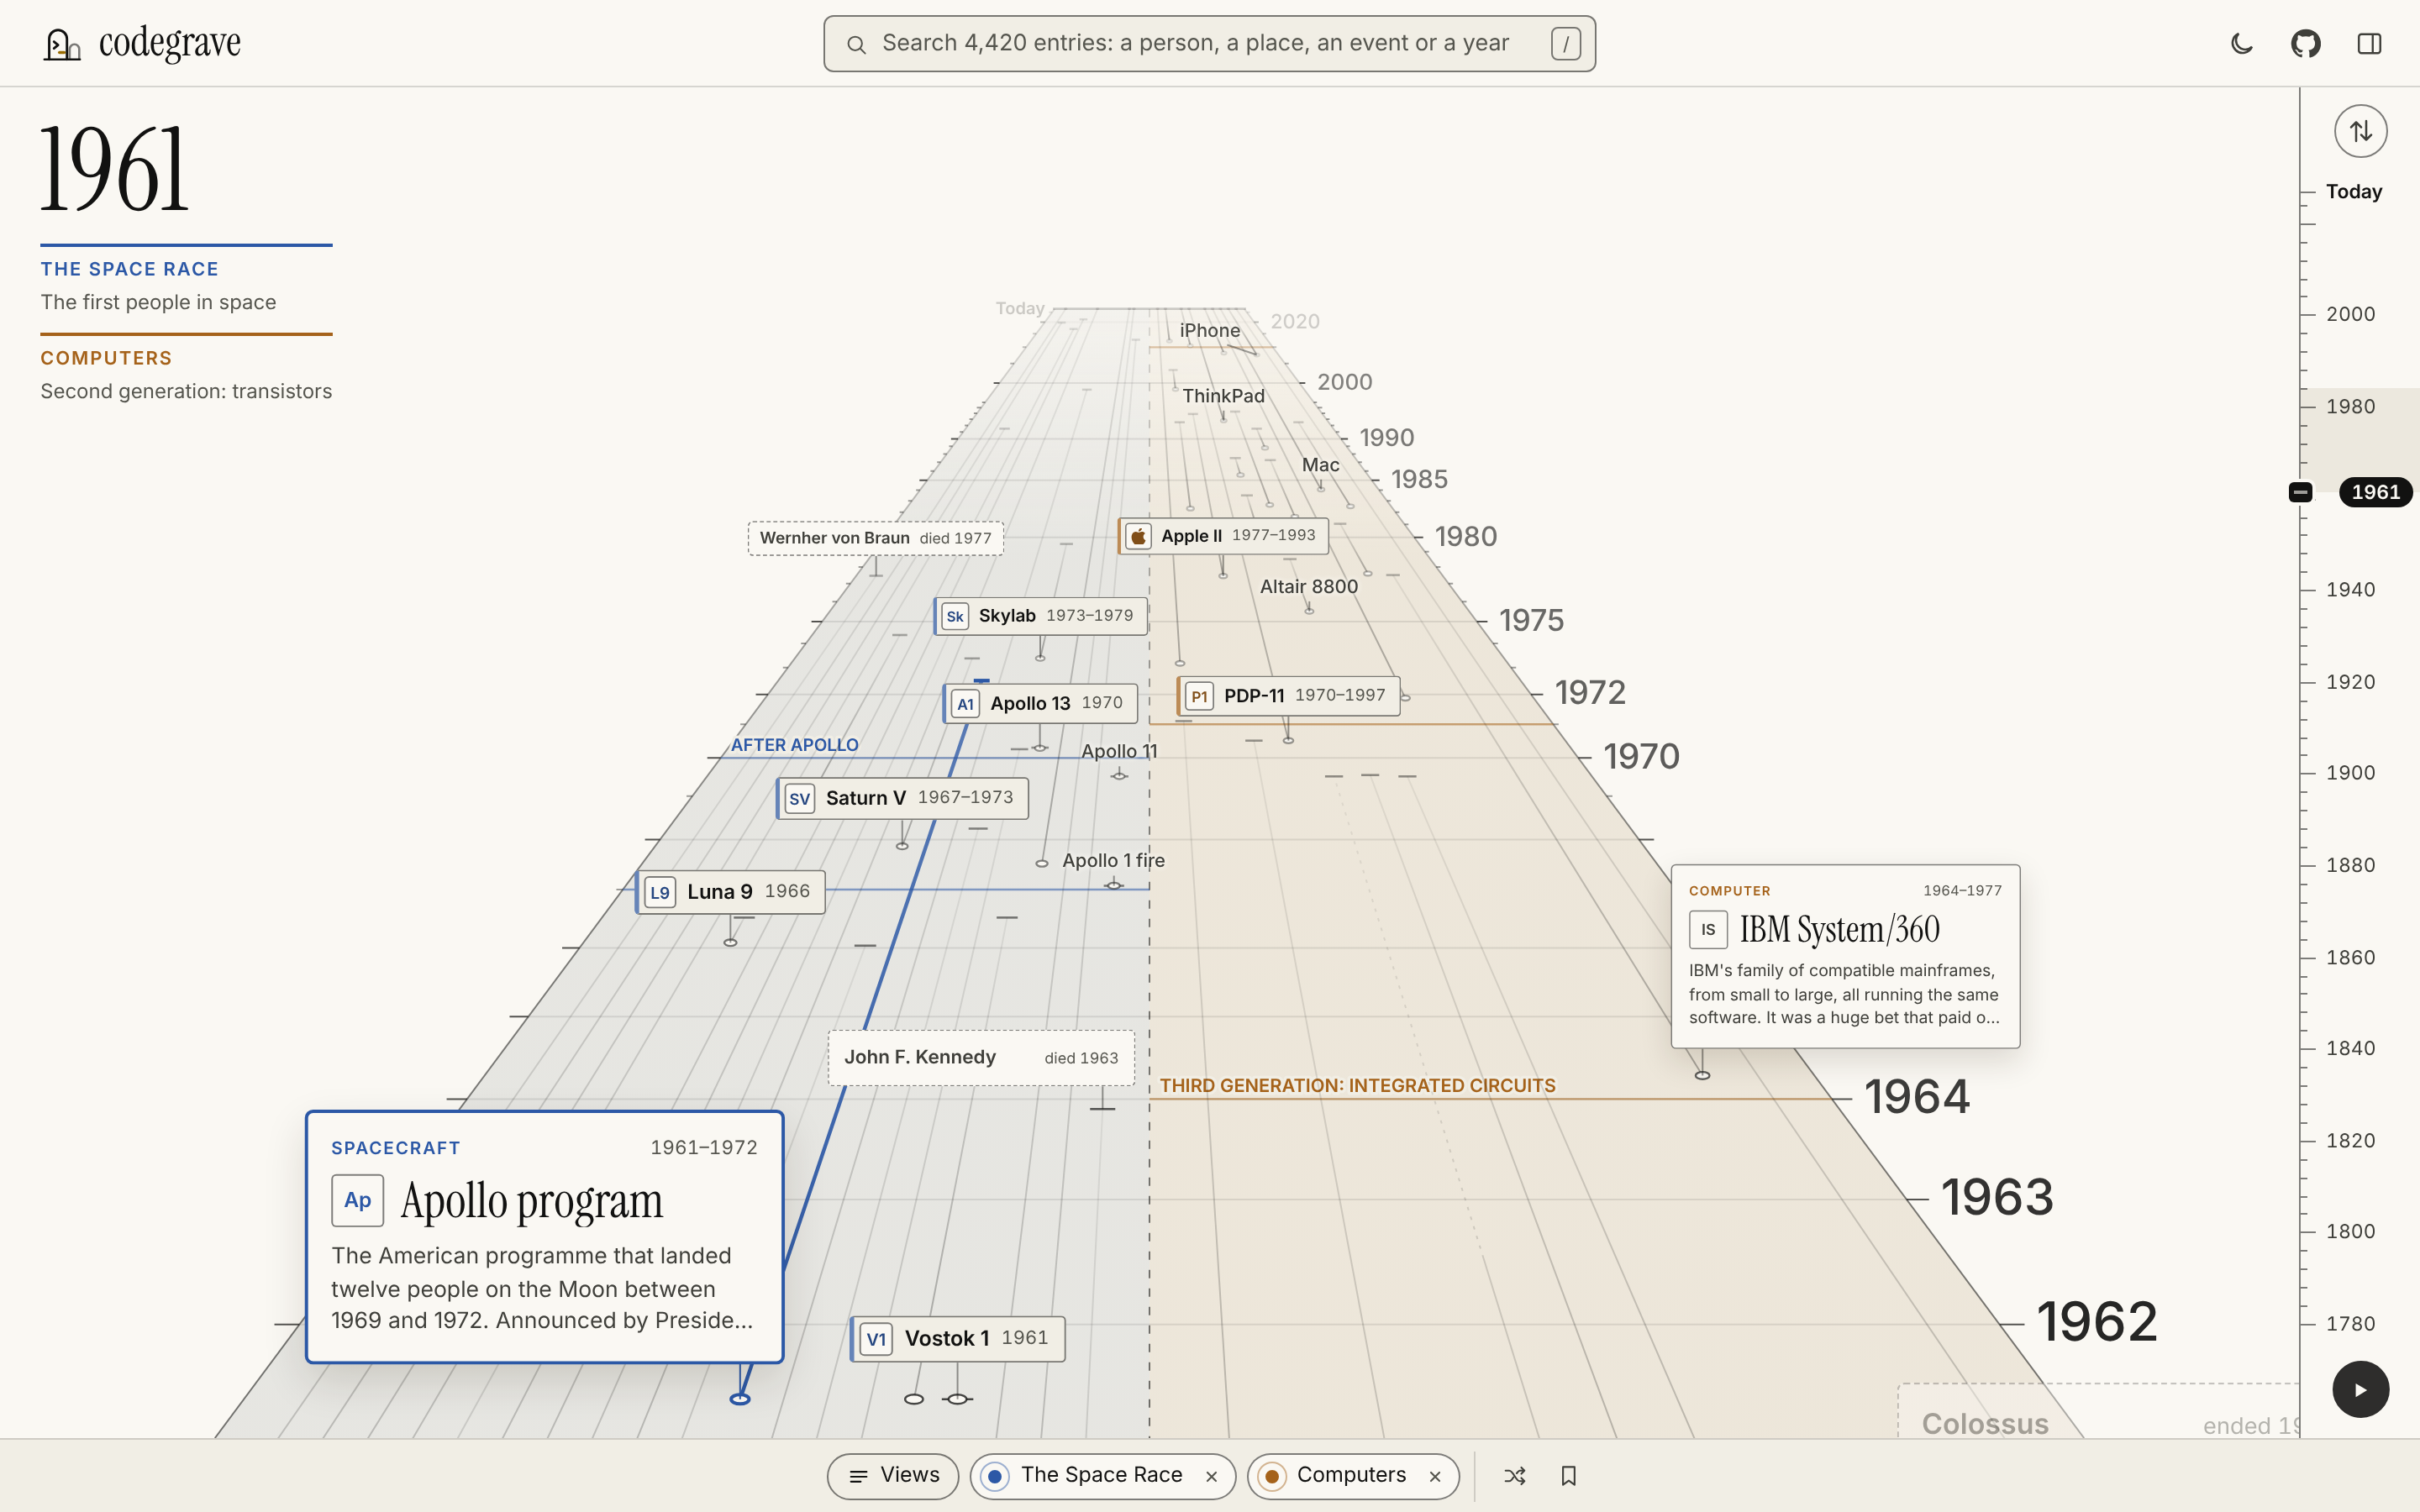 codegrave
Search 4,420 entries: a person, a place, an event or a year
/
1961
THE SPACE RACE
The first people in space
COMPUTERS
Second generation: transistors
Today
iPhone
2020
2000
ThinkPad
1990
Mac
1985
Wernher von Braun died 1977
Apple II 1977–1993
1980
Altair 8800
Sk Skylab 1973–1979
1975
A1 Apollo 13 1970
P1 PDP-11 1970–1997
1972
AFTER APOLLO
Apollo 11
1970
SV Saturn V 1967–1973
Apollo 1 fire
L9 Luna 9 1966
COMPUTER 1964–1977
IS IBM System/360
IBM's family of compatible mainframes,
from small to large, all running the same
software. It was a huge bet that paid o...
John F. Kennedy died 1963
THIRD GENERATION: INTEGRATED CIRCUITS
1964
SPACECRAFT 1961–1972
Ap Apollo program
The American programme that landed
twelve people on the Moon between
1969 and 1972. Announced by Preside...
1963
V1 Vostok 1 1961
1962
Colossus ended 19
Today
2000
1980
1961
1940
1920
1900
1880
1860
1840
1820
1800
1780
Views
The Space Race ×
Computers ×